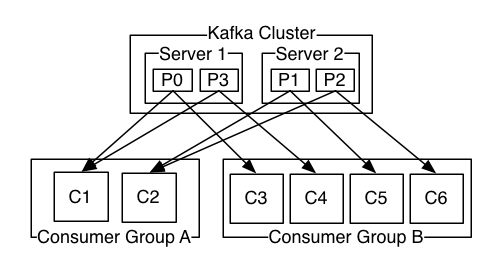 Kafka Cluster
Server 1 Server 2
P0 P3 P1 P2
C1 C2 C3 C4 C5 C6
Consumer Group A Consumer Group B